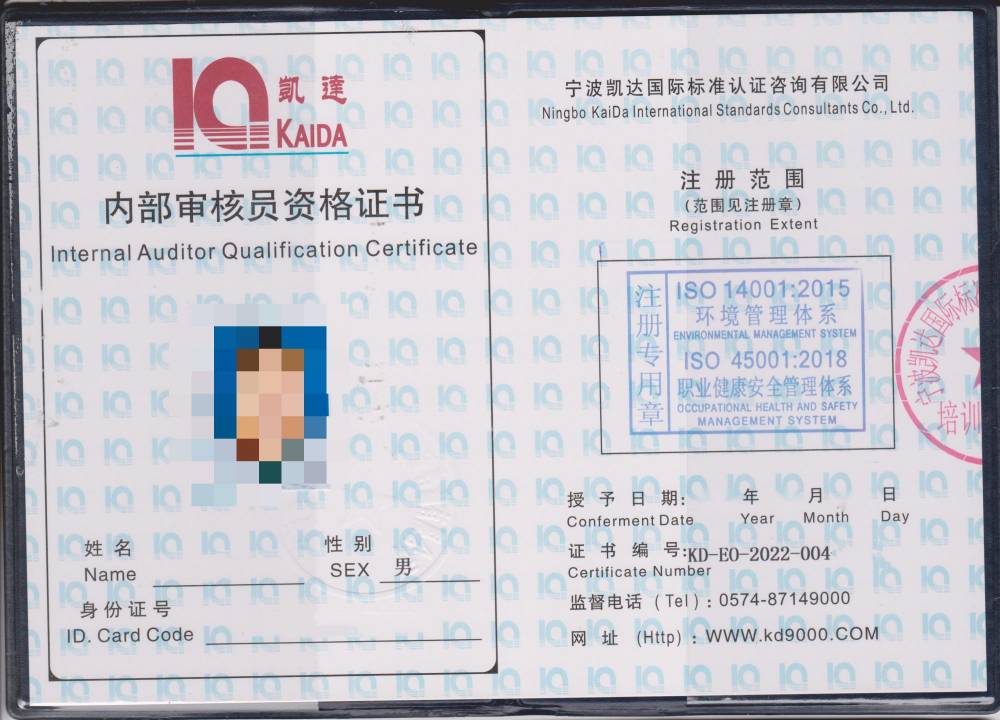 凯達
KAIDA
内部审核员资格证书
Internal Auditor Qualification Certificate
姓 名
Name
性 别
SEX 男
身份证号
ID. Card Code
宁波凯达国际标准认证咨询有限公司
Ningbo KaiDa International Standards Consultants Co., Ltd.
注 册 范 围
(范围见注册章)
Registration Extent
注册专用章
ISO 14001:2015
环境管理体系
ENVIRONMENTAL MANAGEMENT SYSTEM
ISO 45001:2018
职业健康安全管理体系
OCCUPATIONAL HEALTH AND SAFETY
MANAGEMENT SYSTEM
宁波凯达国际标
培训
授 予 日 期: 年 月 日
Conferment Date Year Month Day
证 书 编 号:KD-EO-2022-004
Certificate Number
监督电话 (Tel) : 0574-87149000
网 址 (Http) : WWW.kd9000.COM